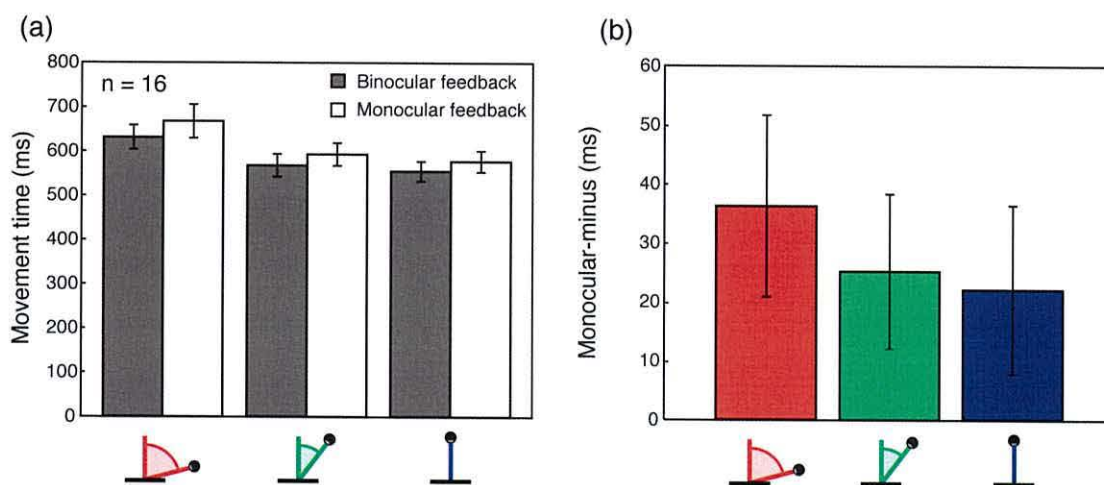 (a)
800
700
600
500
400
300
200
100
0
Movement time (ms)
n = 16
Binocular feedback
Monocular feedback
(b)
60
50
40
30
20
10
0
Monocular-minus (ms)